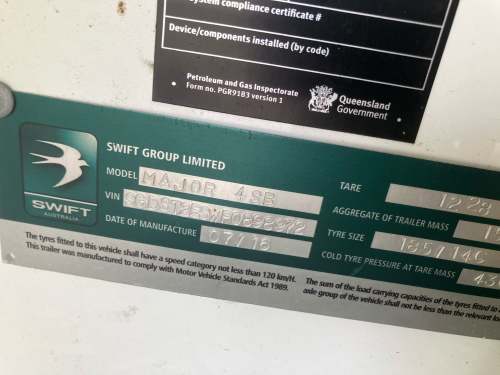 system compliance certificate #
Device/components installed (by code)
Petroleum and Gas Inspectorate
Form no. PGR9183 version 1
Queensland
Government
SWIFT
AUSTRALIA
SWIFT GROUP LIMITED
MODEL MAJOR 4SB
VIN
DATE OF MANUFACTURE 07/16
TARE
AGGREGATE OF TRAILER MASS
TYRE SIZE 185/14C
COLD TYRE PRESSURE AT TARE MASS
The tyres fitted to this vehicle shall have a speed category not less than 120 km/H.
This trailer was manufactured to comply with Motor Vehicle Standards Act 1989.
The sum of the load carrying capacities of the tyres fitted to
axle group of the vehicle shall not be less than the relevant